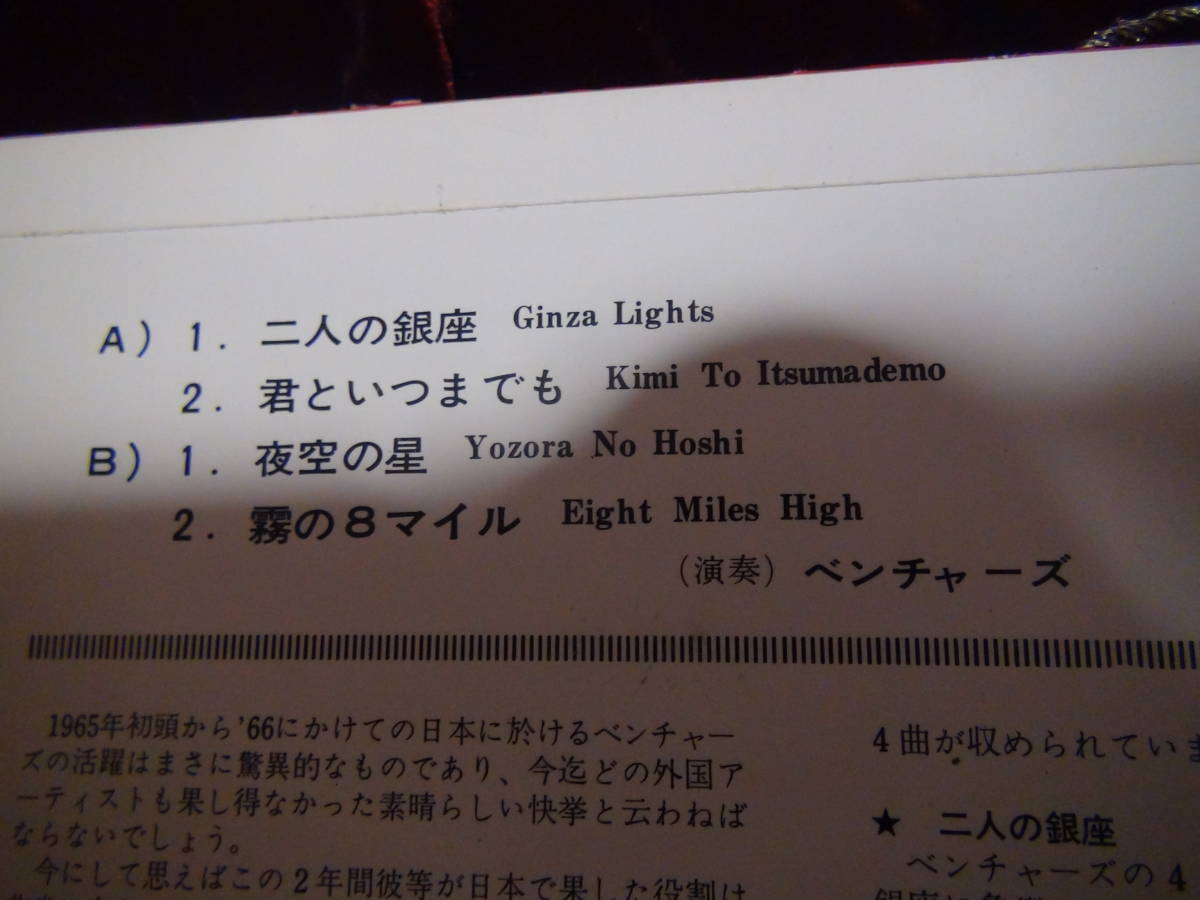 A) 1. 二人の銀座 Ginza Lights
2. 君といつまでも Kimi To Itsumademo
B) 1. 夜空の星 Yozora No Hoshi
2. 霧の8マイル Eight Miles High
(演奏) ベンチャーズ
1965年初頭から'66にかけての日本に於けるベンチャー
ズの活躍はまさに驚異的なものであり、今迄どの外国ア
ーティストも果し得なかった素晴らしい快挙と云わねば
ならないでしょう。
今にして思えばこの2年間彼等が日本で果した役割は
4曲が収められていま
★ 二人の銀座
ベンチャーズの4